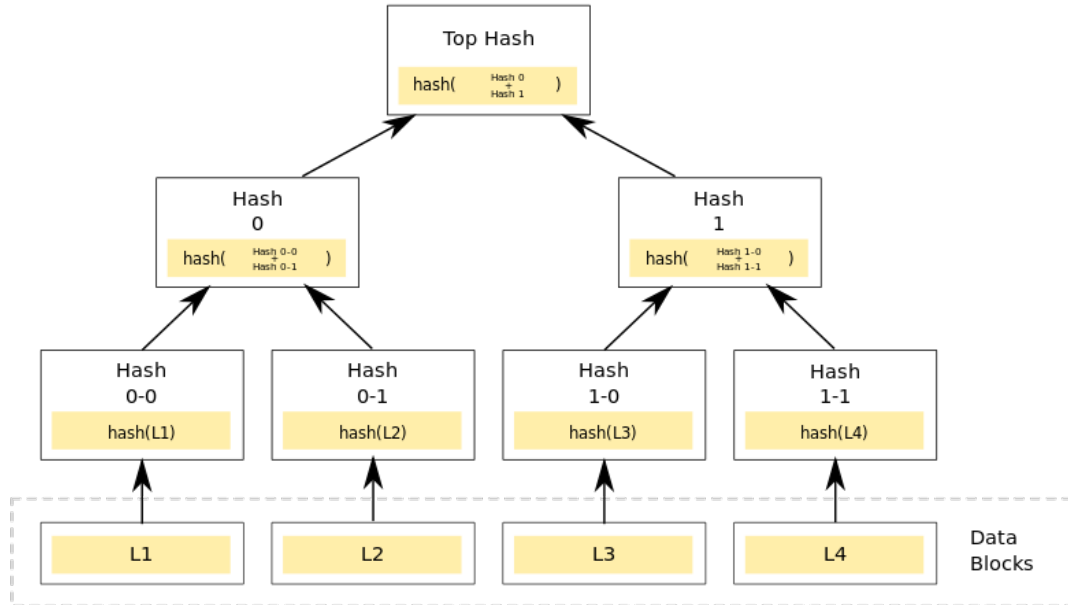 Top Hash
hash( Hash 0 + Hash 1 )
Hash
0
hash( Hash 0-0 + Hash 0-1 )
Hash
1
hash( Hash 1-0 + Hash 1-1 )
Hash
0-0
hash(L1)
Hash
0-1
hash(L2)
Hash
1-0
hash(L3)
Hash
1-1
hash(L4)
L1
L2
L3
L4
Data
Blocks